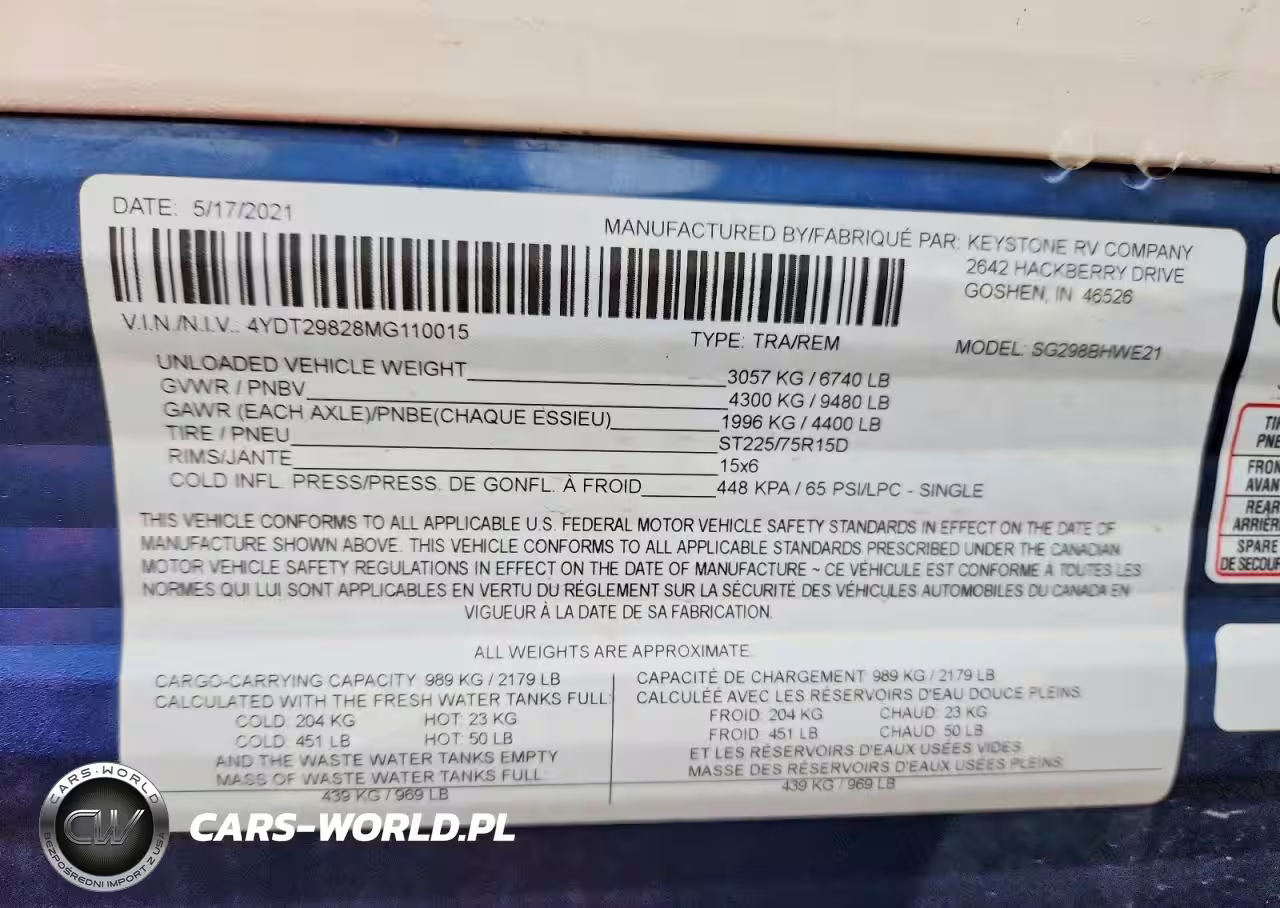 DATE: 5/17/2021
MANUFACTURED BY/FABRIQUÉ PAR: KEYSTONE RV COMPANY
2642 HACKBERRY DRIVE
GOSHEN, IN 46526
V.I.N./N.I.V.: 4YDT29828MG110015
TYPE: TRA/REM
MODEL: SG298BHWE21
UNLOADED VEHICLE WEIGHT 3057 KG / 6740 LB
GVWR / PNBV 4300 KG / 9480 LB
GAWR (EACH AXLE)/PNBE(CHAQUE ESSIEU) 1996 KG / 4400 LB
TIRE / PNEU ST225/75R15D
RIMS/JANTE 15x6
COLD INFL. PRESS/PRESS. DE GONFL. À FROID 448 KPA / 65 PSI/LPC - SINGLE
THIS VEHICLE CONFORMS TO ALL APPLICABLE U.S. FEDERAL MOTOR VEHICLE SAFETY STANDARDS IN EFFECT ON THE DATE OF
MANUFACTURE SHOWN ABOVE. THIS VEHICLE CONFORMS TO ALL APPLICABLE STANDARDS PRESCRIBED UNDER THE CANADIAN
MOTOR VEHICLE SAFETY REGULATIONS IN EFFECT ON THE DATE OF MANUFACTURE ~ CE VÉHICULE EST CONFORME À TOUTES LES
NORMES QUI LUI SONT APPLICABLES EN VERTU DU RÉGLEMENT SUR LA SÉCURITÉ DES VÉHICULES AUTOMOBILES DU CANADA EN
VIGUEUR À LA DATE DE SA FABRICATION.
ALL WEIGHTS ARE APPROXIMATE.
CARGO-CARRYING CAPACITY 989 KG / 2179 LB
CALCULATED WITH THE FRESH WATER TANKS FULL:
COLD: 204 KG HOT: 23 KG
COLD: 451 LB HOT: 50 LB
AND THE WASTE WATER TANKS EMPTY
MASS OF WASTE WATER TANKS FULL:
439 KG / 969 LB
CAPACITÉ DE CHARGEMENT 989 KG / 2179 LB
CALCULÉE AVEC LES RÉSERVOIRS D'EAU DOUCE PLEINS:
FROID: 204 KG CHAUD: 23 KG
FROID: 451 LB CHAUD: 50 LB
ET LES RÉSERVOIRS D'EAUX USÉES VIDES
MASSE DES RÉSERVOIRS D'EAUX USÉES PLEINS:
439 KG / 969 LB
TIR
PNE
FRON
AVAN
REAR
ARRIÈR
SPARE
DE SECOUR
CARS-WORLD
CW
BEZPOŚREDNI IMPORT Z USA
CARS-WORLD.PL